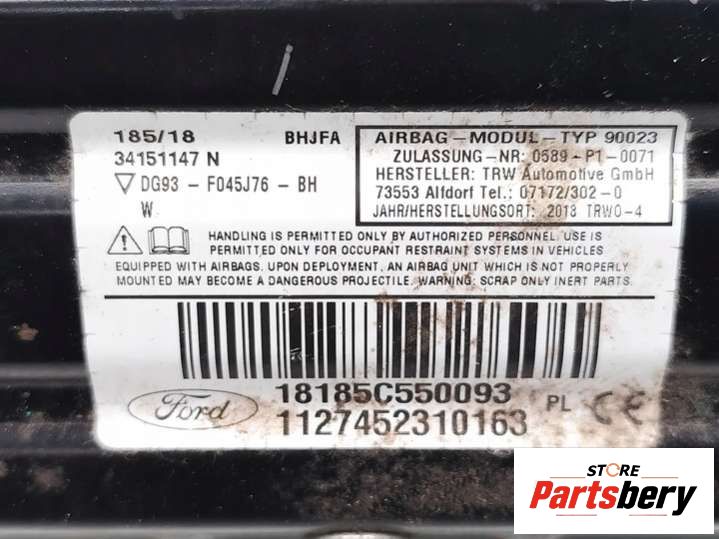 185/18 BHJFA
34151147 N
DG93 - F045J76 - BH
W
AIRBAG-MODUL-TYP 90023
ZULASSUNG-NR: 0589-P1-0071
HERSTELLER: TRW Automotive GmbH
73553 Alfdorf Tel.: 07172/302-0
JAHR/HERSTELLUNGSORT: 2018 TRWO-4
HANDLING IS PERMITTED ONLY BY AUTHORIZED PERSONNEL. USE IS
PERMITTED ONLY FOR OCCUPANT RESTRAINT SYSTEMS IN VEHICLES
EQUIPPED WITH AIRBAGS. UPON DEPLOYMENT, AN AIRBAG UNIT WHICH IS NOT PROPERLY
MOUNTED MAY BECOME A DANGEROUS PROJECTILE. WARNING: SCRAP ONLY INERT PARTS.
Ford
18185C550093
1127452310163
PL CE
STORE
Partsbery